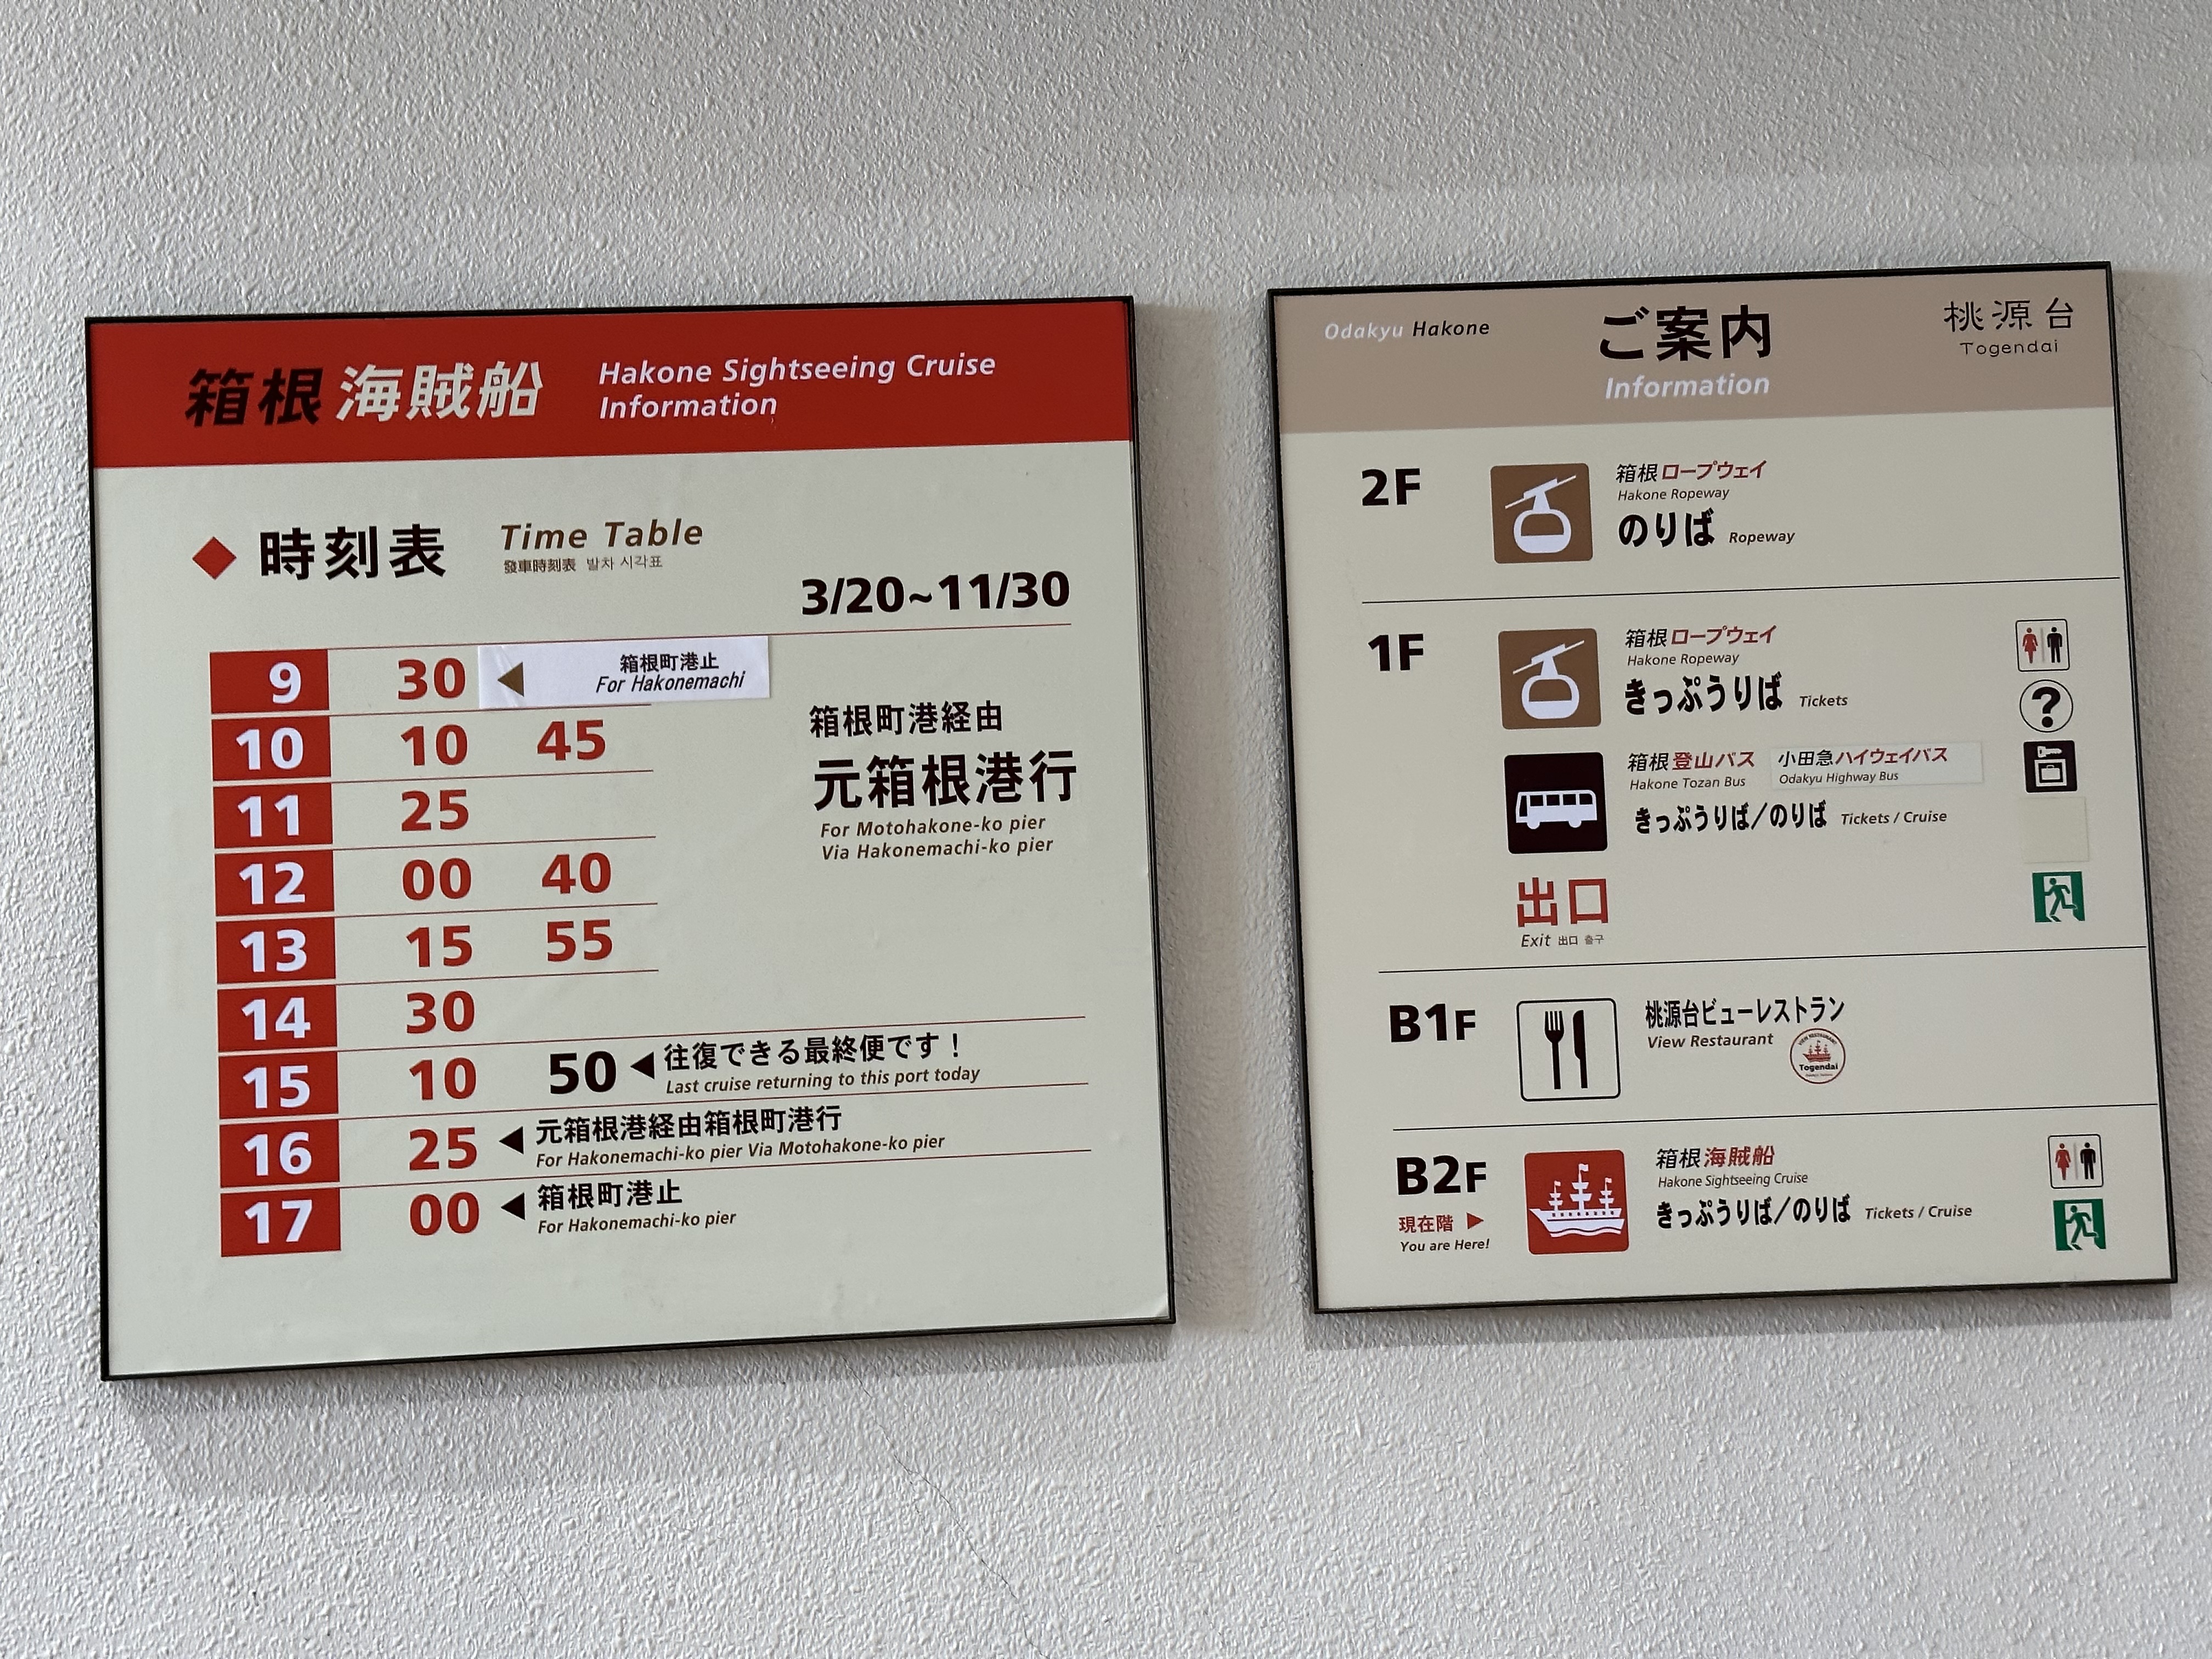 箱根 海賊船
Hakone Sightseeing Cruise
Information
◆ 時刻表 Time Table
發車時刻表 발차 시각표
3/20~11/30
9 30 ◀ 箱根町港止
For Hakonemachi
10 10 45
11 25
12 00 40
13 15 55
14 30
15 10 50 ◀ 往復できる最終便です！
Last cruise returning to this port today
16 25 ◀ 元箱根港経由箱根町港行
For Hakonemachi-ko pier Via Motohakone-ko pier
17 00 ◀ 箱根町港止
For Hakonemachi-ko pier
箱根町港経由
元箱根港行
For Motohakone-ko pier
Via Hakonemachi-ko pier
Odakyu Hakone
ご案内
Information
桃源台
Togendai
2F
箱根ロープウェイ
Hakone Ropeway
のりば Ropeway
1F
箱根ロープウェイ
Hakone Ropeway
きっぷうりば Tickets
?
箱根登山バス 小田急ハイウェイバス
Hakone Tozan Bus Odakyu Highway Bus
きっぷうりば／のりば Tickets / Cruise
出口
Exit 出口 출구
B1F
桃源台ビューレストラン
View Restaurant
VIEW RESTAURANT
Togendai
B2F
現在階 ▶
You are Here!
箱根海賊船
Hakone Sightseeing Cruise
きっぷうりば／のりば Tickets / Cruise